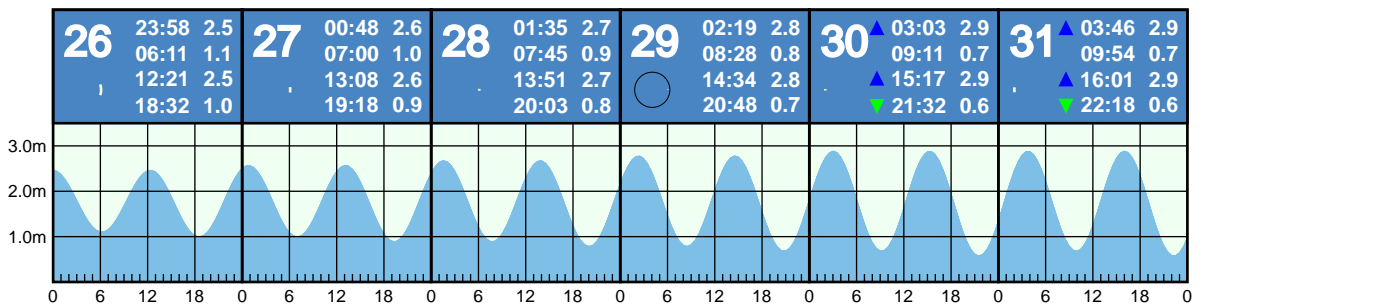 26
23:58 2.5
06:11 1.1
12:21 2.5
18:32 1.0
27
00:48 2.6
07:00 1.0
13:08 2.6
19:18 0.9
28
01:35 2.7
07:45 0.9
13:51 2.7
20:03 0.8
29
02:19 2.8
08:28 0.8
14:34 2.8
20:48 0.7
30
▲ 03:03 2.9
09:11 0.7
▲ 15:17 2.9
▼ 21:32 0.6
31
▲ 03:46 2.9
09:54 0.7
▲ 16:01 2.9
▼ 22:18 0.6
3.0m
2.0m
1.0m
0 6 12 18 0 6 12 18 0 6 12 18 0 6 12 18 0 6 12 18 0 6 12 18 0